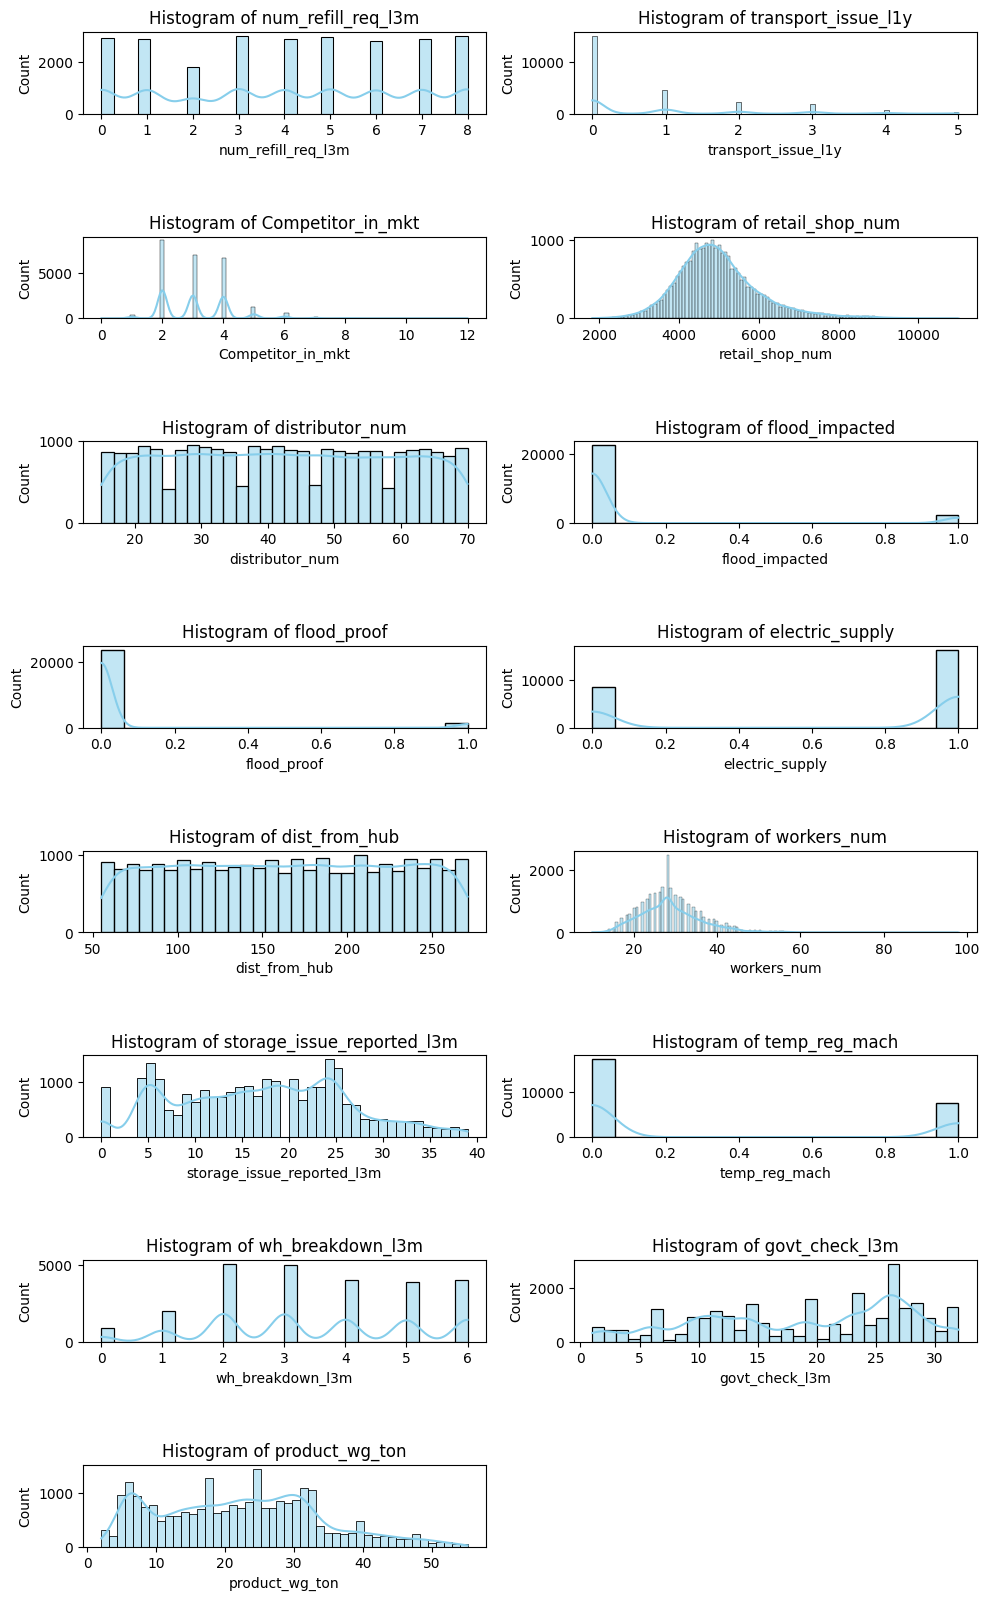 Histogram of num_refill_req_l3m
Count
2000
0
0 1 2 3 4 5 6 7 8
num_refill_req_l3m
Histogram of transport_issue_l1y
Count
10000
0
0 1 2 3 4 5
transport_issue_l1y
Histogram of Competitor_in_mkt
Count
5000
0
0 2 4 6 8 10 12
Competitor_in_mkt
Histogram of retail_shop_num
Count
1000
0
2000 4000 6000 8000 10000
retail_shop_num
Histogram of distributor_num
Count
1000
0
20 30 40 50 60 70
distributor_num
Histogram of flood_impacted
Count
20000
0
0.0 0.2 0.4 0.6 0.8 1.0
flood_impacted
Histogram of flood_proof
Count
20000
0
0.0 0.2 0.4 0.6 0.8 1.0
flood_proof
Histogram of electric_supply
Count
10000
0
0.0 0.2 0.4 0.6 0.8 1.0
electric_supply
Histogram of dist_from_hub
Count
1000
0
50 100 150 200 250
dist_from_hub
Histogram of workers_num
Count
2000
0
20 40 60 80 100
workers_num
Histogram of storage_issue_reported_l3m
Count
1000
0
0 5 10 15 20 25 30 35 40
storage_issue_reported_l3m
Histogram of temp_reg_mach
Count
10000
0
0.0 0.2 0.4 0.6 0.8 1.0
temp_reg_mach
Histogram of wh_breakdown_l3m
Count
5000
0
0 1 2 3 4 5 6
wh_breakdown_l3m
Histogram of govt_check_l3m
Count
2000
0
0 5 10 15 20 25 30
govt_check_l3m
Histogram of product_wg_ton
Count
1000
0
0 10 20 30 40 50
product_wg_ton